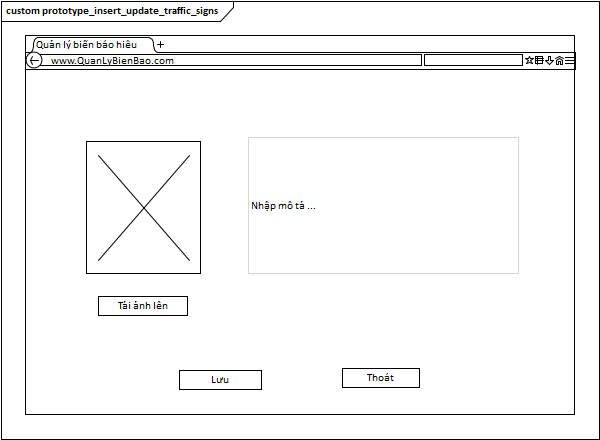 custom prototype_insert_update_traffic_signs
Quản lý biển báo hiệu
+
www.QuanLyBienBao.com
Nhập mô tả ...
Tải ảnh lên
Lưu
Thoát